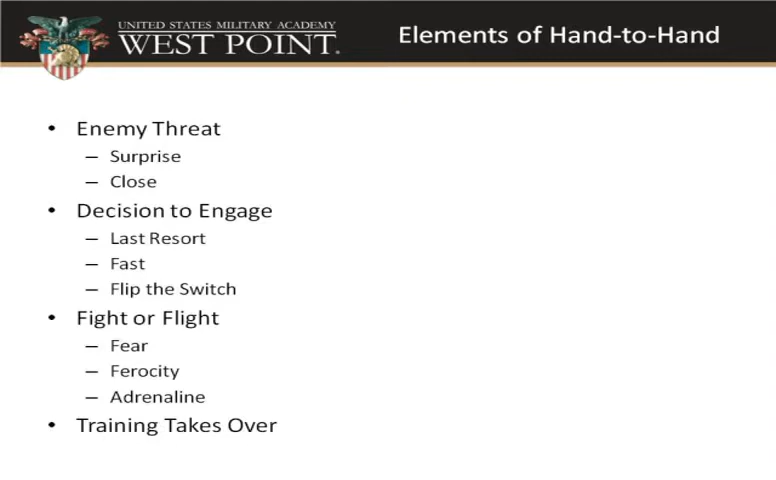 UNITED STATES MILITARY ACADEMY
WEST POINT.
Elements of Hand-to-Hand
• Enemy Threat
– Surprise
– Close
• Decision to Engage
– Last Resort
– Fast
– Flip the Switch
• Fight or Flight
– Fear
– Ferocity
– Adrenaline
• Training Takes Over